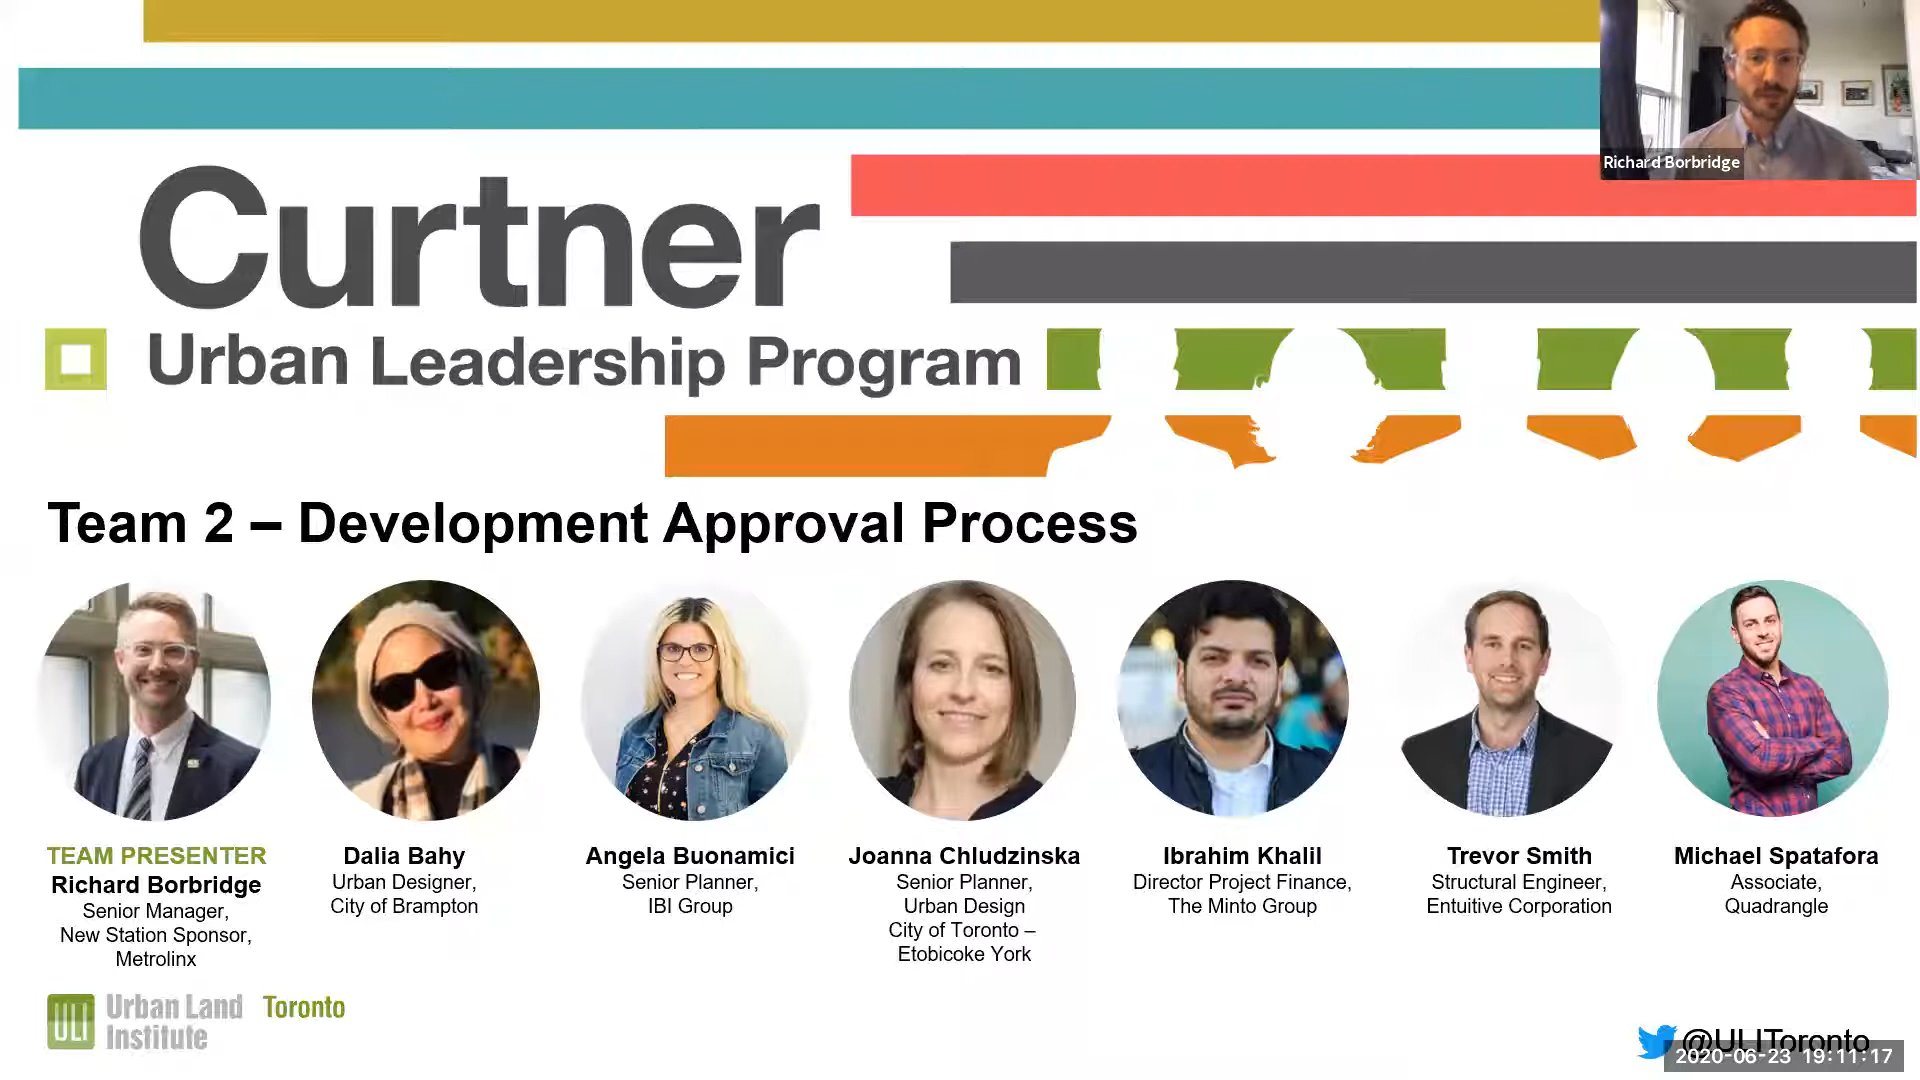 Richard Borbridge
Curtner
Urban Leadership Program
Team 2 – Development Approval Process
TEAM PRESENTER
Richard Borbridge
Senior Manager,
New Station Sponsor,
Metrolinx
Dalia Bahy
Urban Designer,
City of Brampton
Angela Buonamici
Senior Planner,
IBI Group
Joanna Chludzinska
Senior Planner,
Urban Design
City of Toronto –
Etobicoke York
Ibrahim Khalil
Director Project Finance,
The Minto Group
Trevor Smith
Structural Engineer,
Entuitive Corporation
Michael Spatafora
Associate,
Quadrangle
ULI Urban Land Toronto
Institute
@ULIToronto
2020-06-23 19:11:17